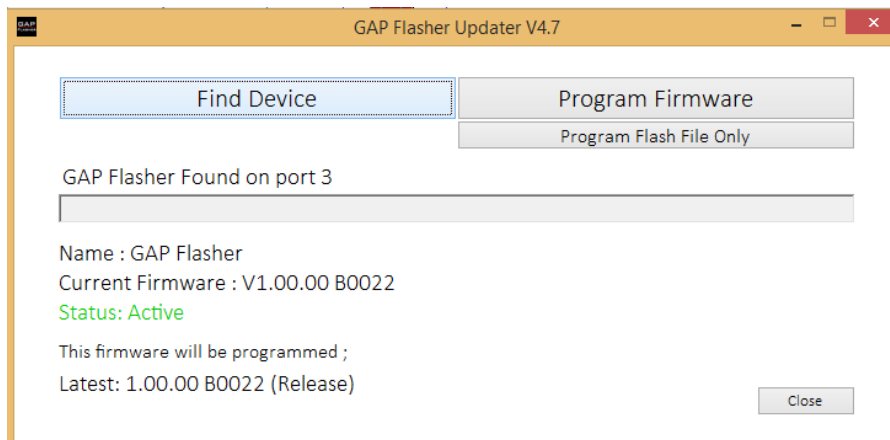 GAP FLASHER
GAP Flasher Updater V4.7
Find Device
Program Firmware
Program Flash File Only
GAP Flasher Found on port 3
Name : GAP Flasher
Current Firmware : V1.00.00 B0022
Status: Active
This firmware will be programmed ;
Latest: 1.00.00 B0022 (Release)
Close